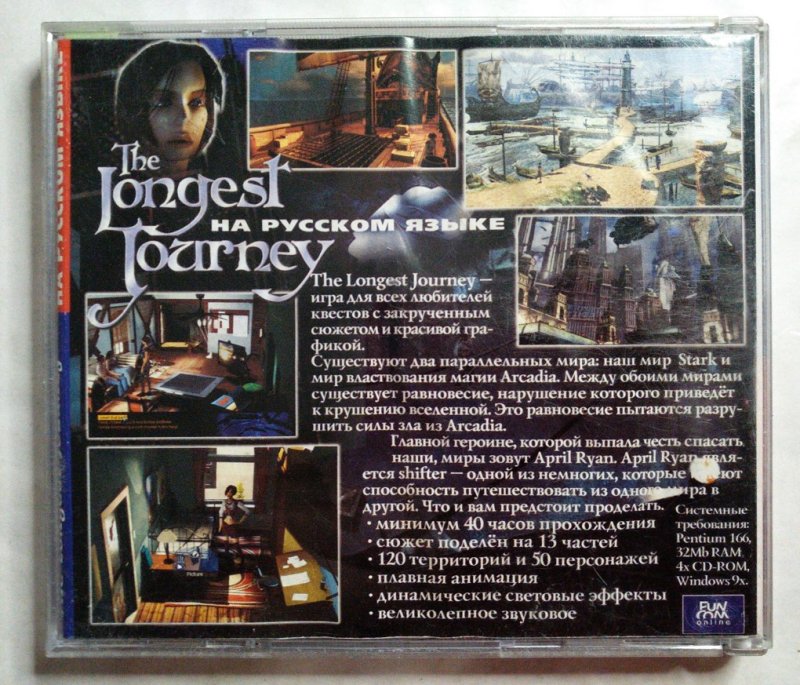 НА РУССКОМ ЯЗЫКЕ
The
Longest
НА РУССКОМ ЯЗЫКЕ
Journey
The Longest Journey —
игра для всех любителей
квестов с закрученным
сюжетом и красивой гра-
фикой.
Существуют два параллельных мира: наш мир Stark и
мир властвования магии Arcadia. Между обоими мирами
существует равновесие, нарушение которого приведёт
к крушению вселенной. Это равновесие пытаются разру-
шить силы зла из Arcadia.
Главной героине, которой выпала честь спасать
наши, миры зовут April Ryan. April Ryan явля-
ется shifter — одной из немногих, которые
способность путешествовать из одного мира в
другой. Что и вам предстоит проделать.
· минимум 40 часов прохождения
· сюжет поделён на 13 частей
· 120 территорий и 50 персонажей
· плавная анимация
· динамические световые эффекты
· великолепное звуковое
Системные
требования:
Pentium 166,
32Mb RAM
4x CD-ROM,
Windows 9x.
Picture
FUN
COM
online